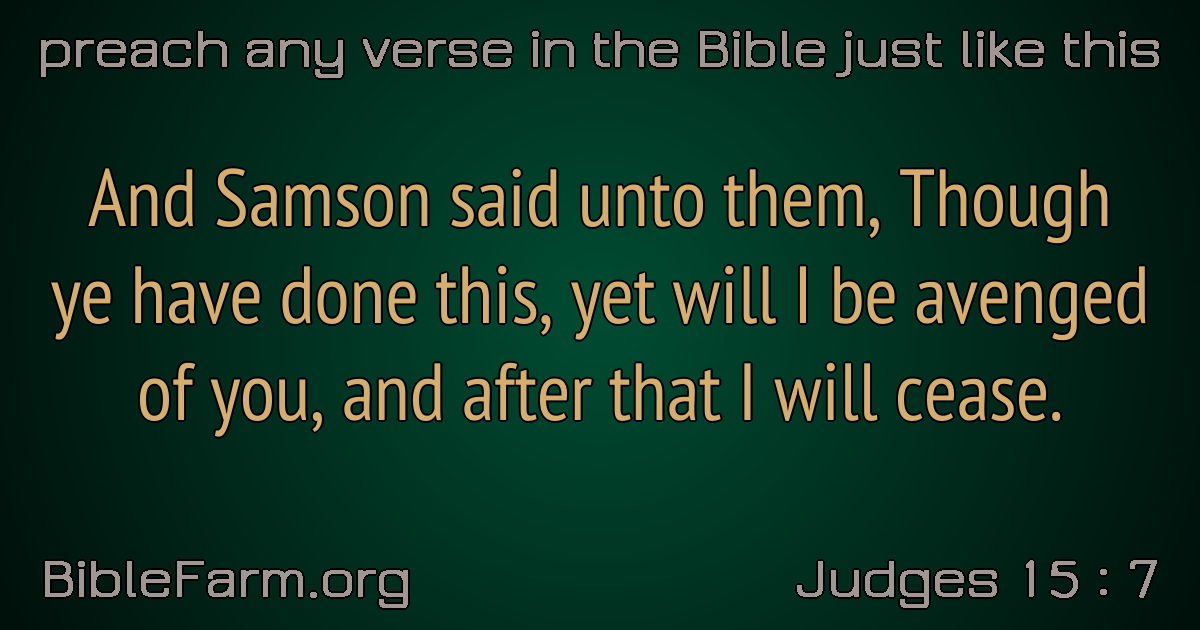 preach any verse in the Bible just like this
And Samson said unto them, Though
ye have done this, yet will I be avenged
of you, and after that I will cease.
BibleFarm.org
Judges 15 : 7